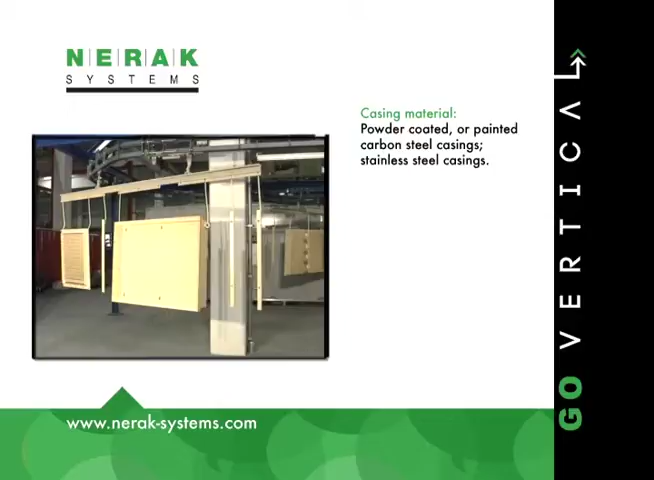 NERAK
SYSTEMS
Casing material:
Powder coated, or painted
carbon steel casings;
stainless steel casings.
www.nerak-systems.com
GO VERTICAL